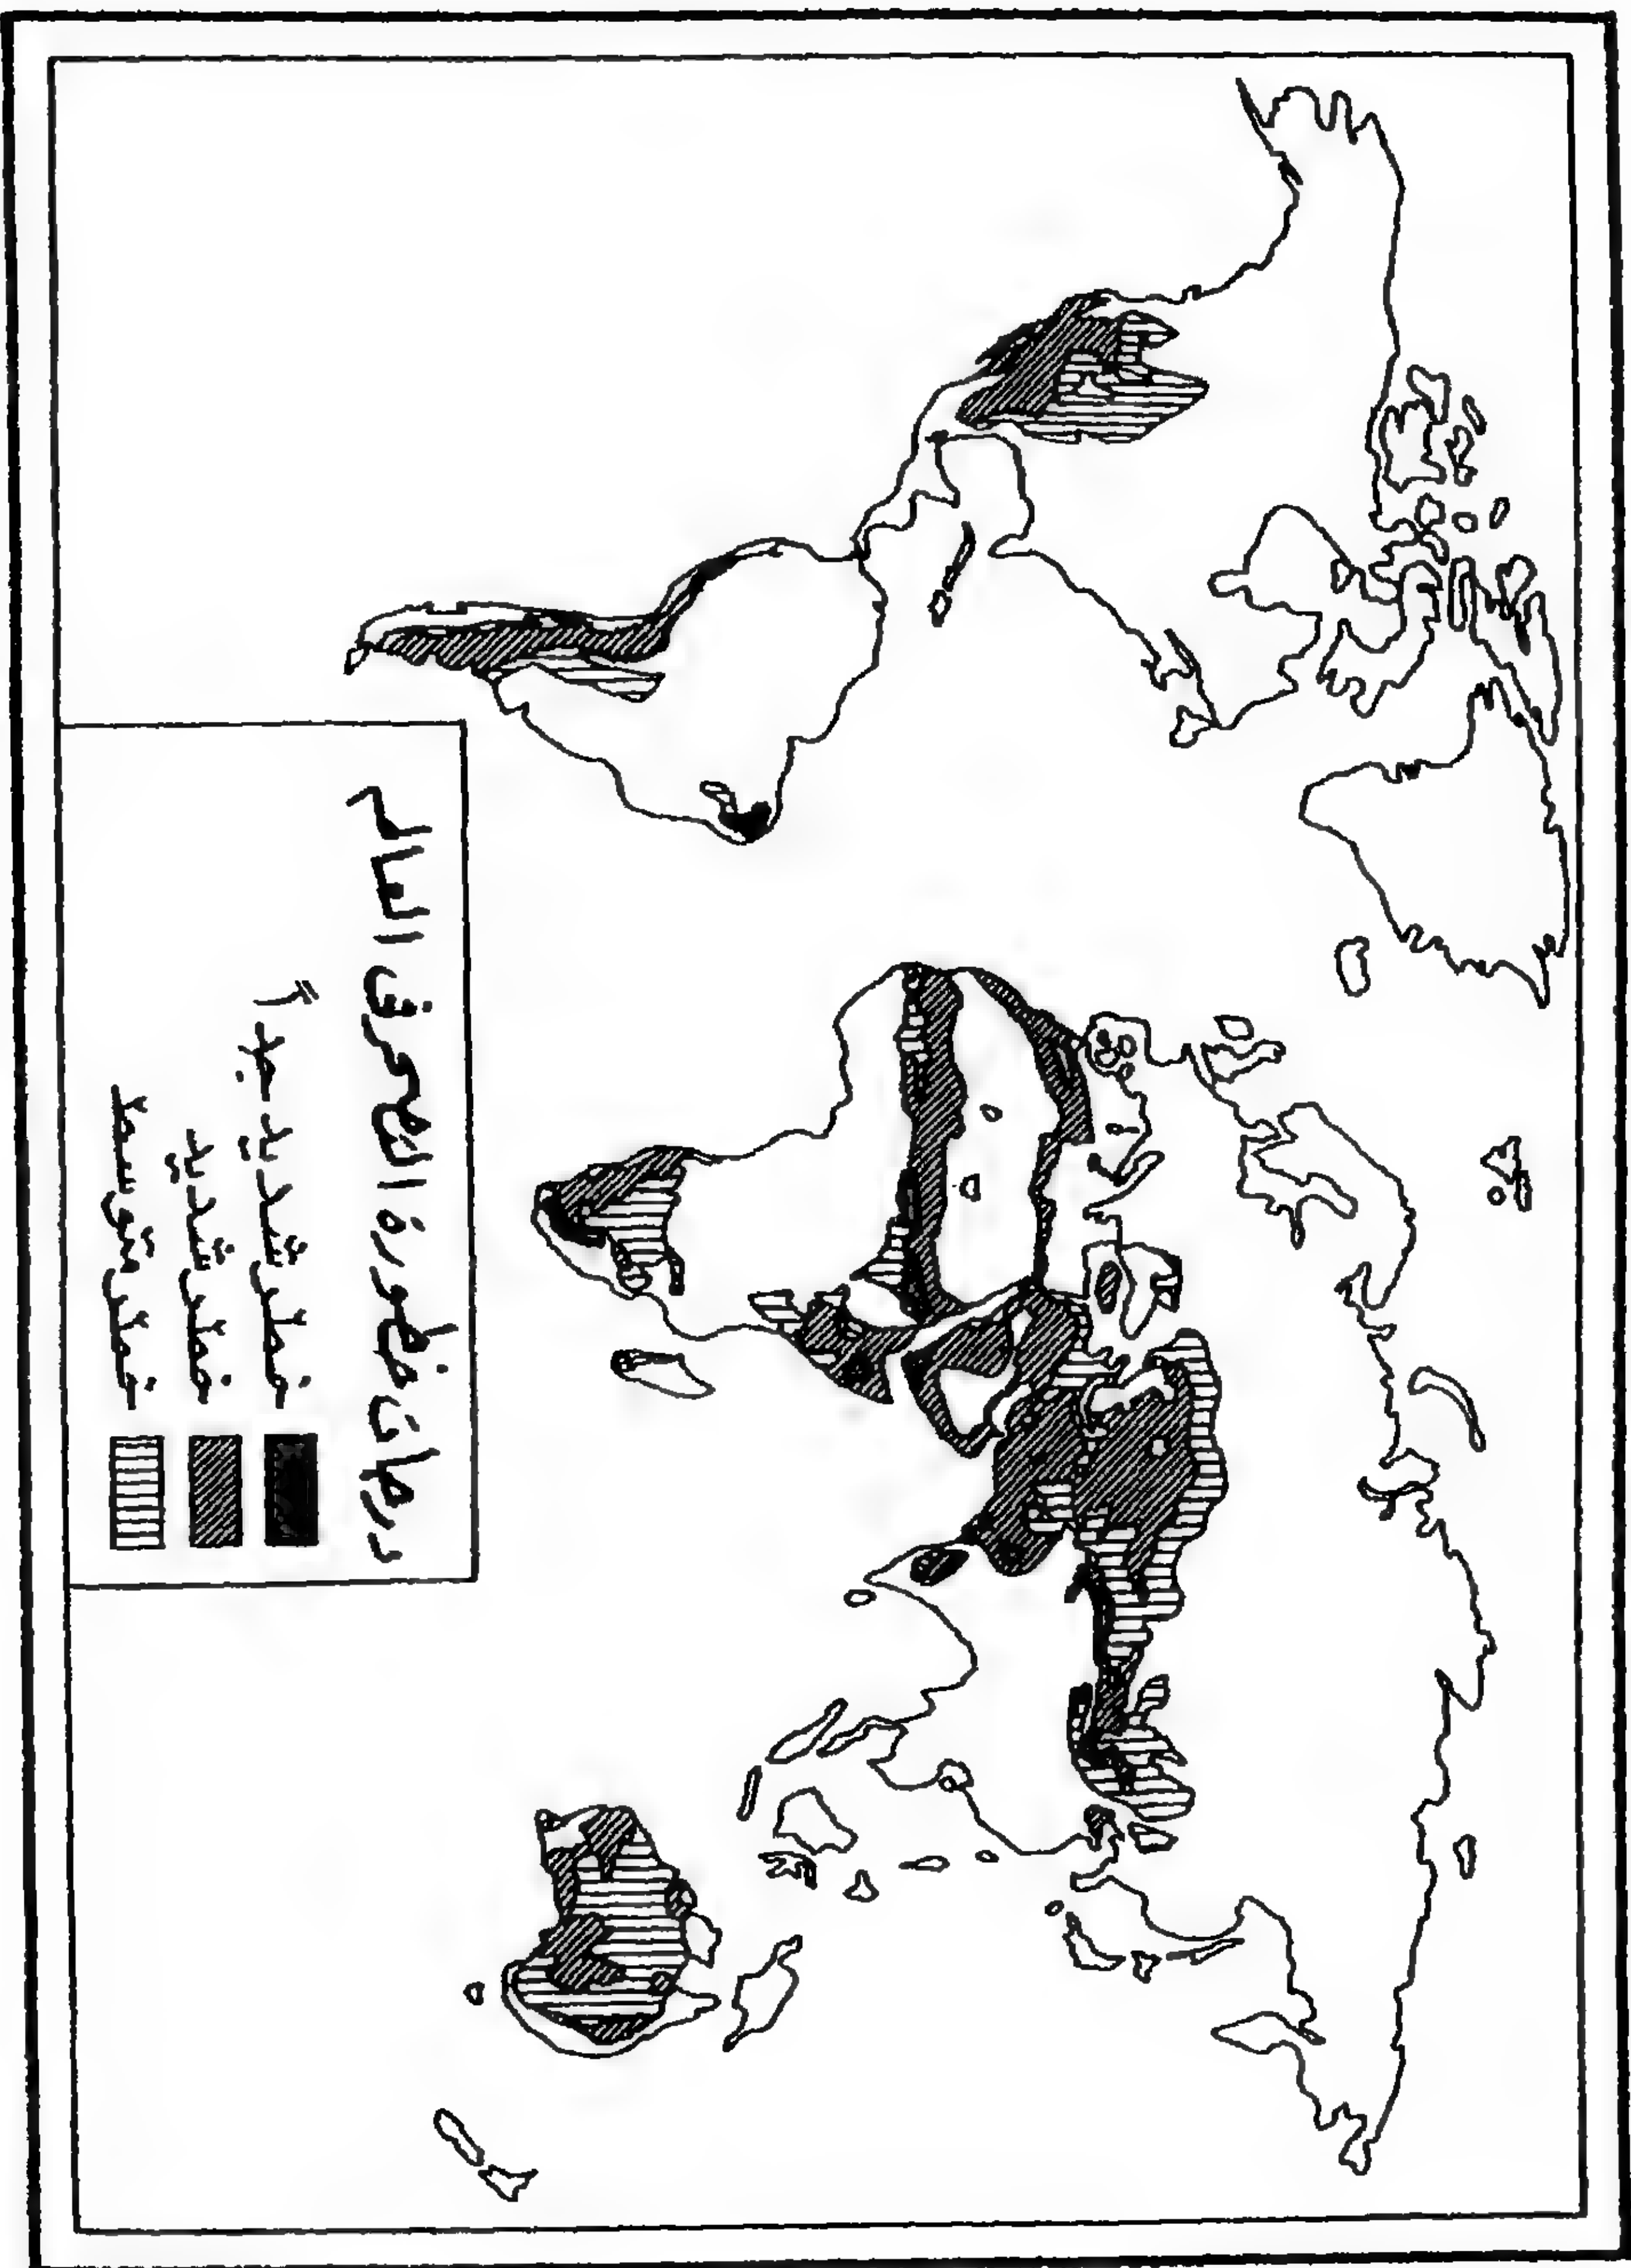 درجات خطورة التصحر في العالم
خطر شديد جداً
خطر شديد
خطر متوسط